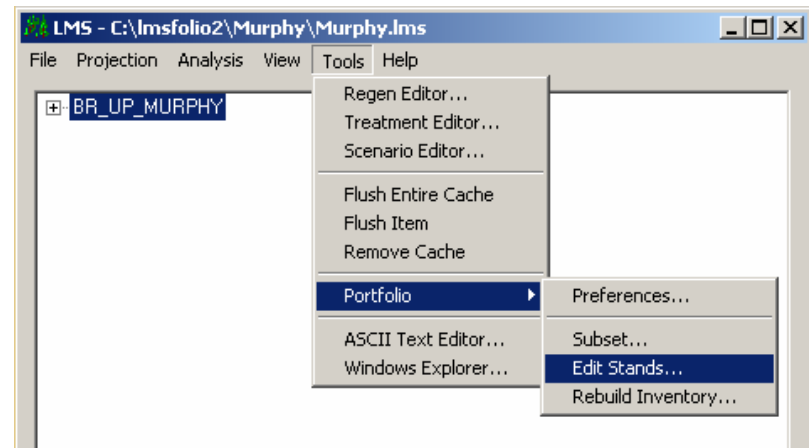 LMS - C:\lmsfolio2\Murphy\Murphy.lms
File Projection Analysis View Tools Help
BR_UP_MURPHY
Regen Editor...
Treatment Editor...
Scenario Editor...
Flush Entire Cache
Flush Item
Remove Cache
Portfolio
ASCII Text Editor...
Windows Explorer...
Preferences...
Subset...
Edit Stands...
Rebuild Inventory...